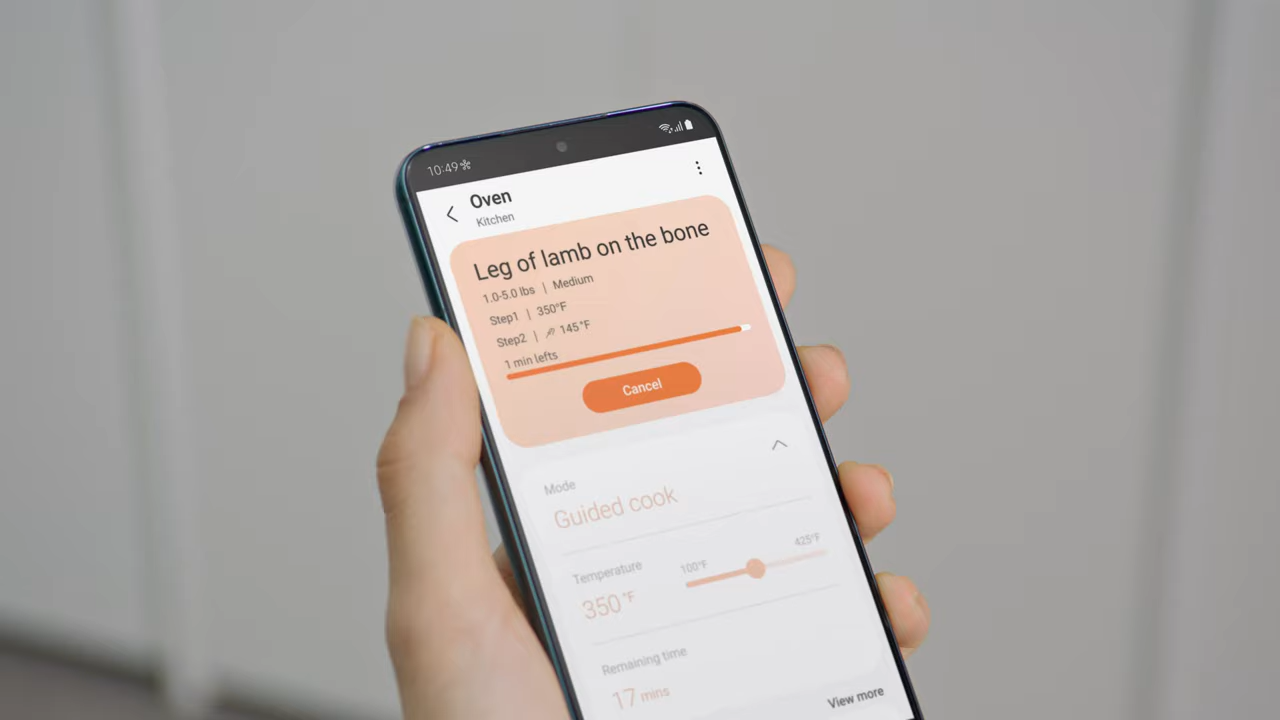 10:49
Oven
Kitchen
Leg of lamb on the bone
1.0-5.0 lbs | Medium
Step1 | 350°F
Step2 | 145°F
1 min lefts
Cancel
Mode
Guided cook
Temperature
100°F
425°F
350°F
Remaining time
17 mins
View more